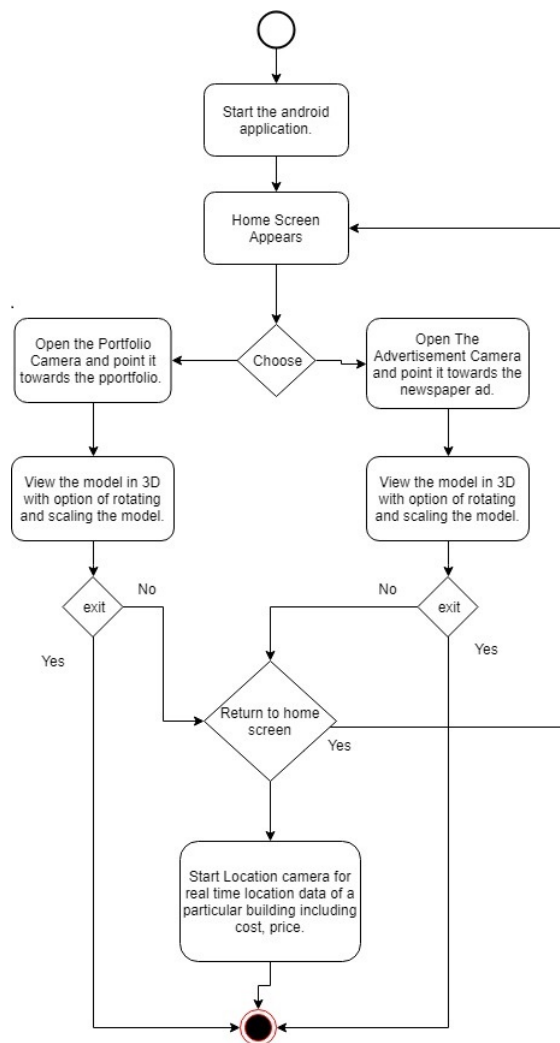 Start the android
application.
Home Screen
Appears
Choose
Open the Portfolio
Camera and point it
towards the pportfolio.
Open The
Advertisement Camera
and point it towards the
newspaper ad.
View the model in 3D
with option of rotating
and scaling the model.
View the model in 3D
with option of rotating
and scaling the model.
exit
No
Yes
exit
No
Yes
Return to home
screen
Yes
Start Location camera for
real time location data of a
particular building including
cost, price.